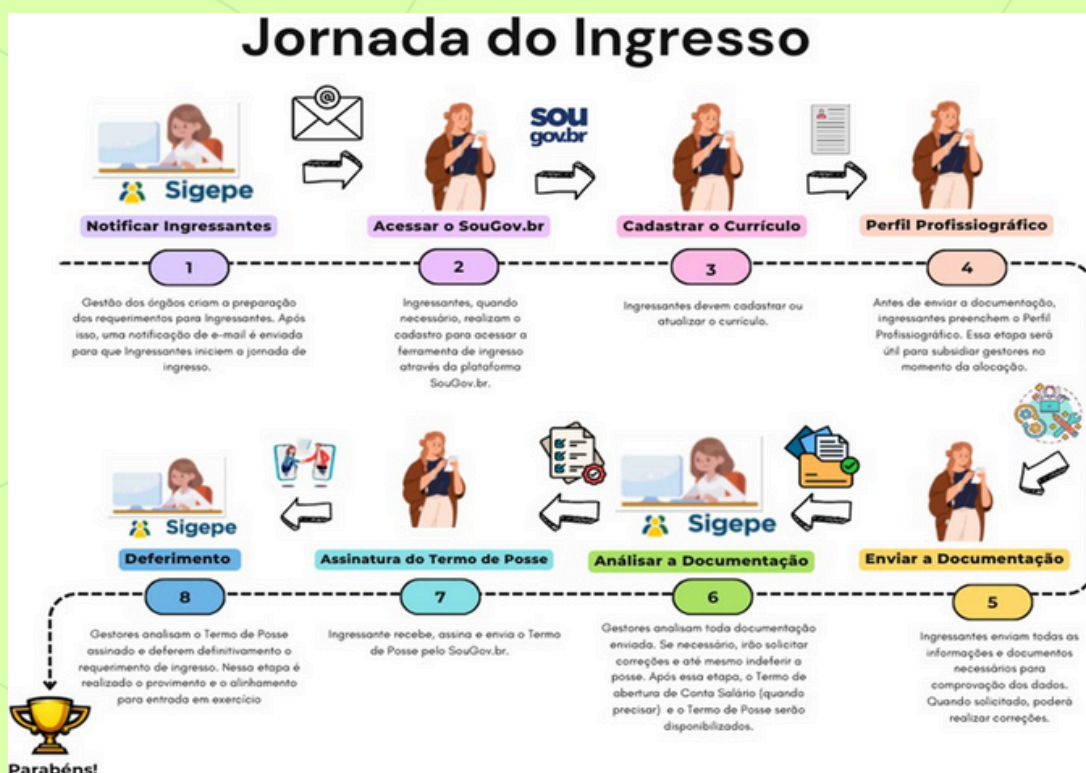 Jornada do Ingresso
@
sou
gov.br
Sigepe
Notificar Ingressantes
Acessar o SouGov.br
Cadastrar o Currículo
Perfil Profissiográfico
1
2
3
4
Gestão dos órgãos criam a preparação
dos requerimentos para Ingressantes. Após
isso, uma notificação de e-mail é enviada
para que Ingressantes iniciem a jornada de
ingresso.
Ingressantes, quando
necessário, realizam o
cadastro para acessar a
ferramenta de ingresso
através da plataforma
SouGov.br.
Ingressantes devem cadastrar ou
atualizar o currículo.
Antes de enviar a documentação,
ingressantes preenchem o Perfil
Profissiográfico. Essa etapa será
útil para subsidiar gestores no
momento da alocação.
Sigepe
Sigepe
Deferimento
Assinatura do Termo de Posse
Análisar a Documentação
Enviar a Documentação
8
7
6
5
Gestores analisam o Termo de Posse
assinado e deferem definitivamente o
requerimento de ingresso. Nessa etapa é
realizado o provimento e o alinhamento
para entrada em exercício
Ingressante recebe, assina e envia o Termo
de Posse pelo SouGov.br.
Gestores analisam toda documentação
enviada. Se necessário, irão solicitar
correções e até mesmo indeferir a
posse. Após essa etapa, o Termo de
abertura de Conta Salário (quando
precisar) e o Termo de Posse serão
disponibilizados.
Ingressantes enviam todas as
informações e documentos
necessários para
comprovação dos dados.
Quando solicitado, poderá
realizar correções.
Parabéns!